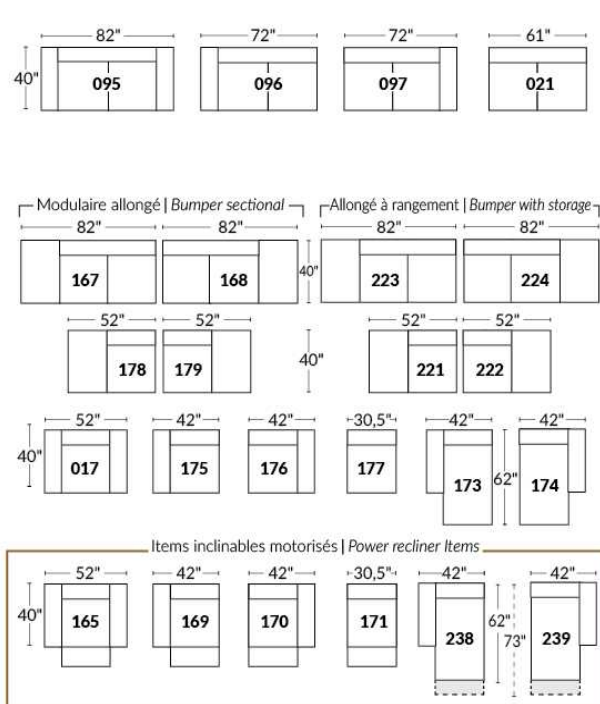 82" 72" 72" 61"
40" 095 096 097 021
Modulaire allongé | Bumper sectional Allongé à rangement | Bumper with storage
82" 82" 82" 82"
167 168 40" 223 224
52" 52" 52" 52"
178 179 40" 221 222
52" 42" 42" 30,5" 42" 42"
40" 017 175 176 177 173 62" 174
Items inclinables motorisés | Power recliner Items
52" 42" 42" 30,5" 42" 42"
40" 165 169 170 171 238 62" 73" 239